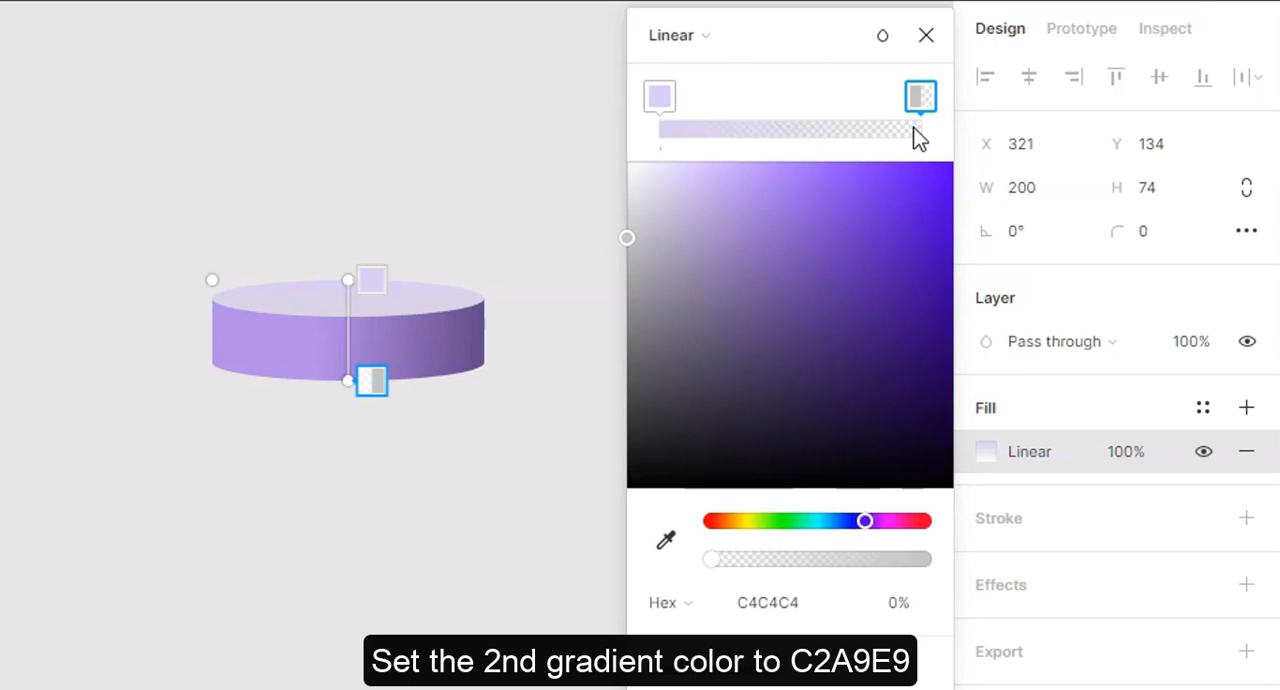 Linear
Design Prototype Inspect
X 321 Y 134
W 200 H 74
0° 0
Layer
Pass through 100%
Fill
Linear 100%
Stroke
Effects
Export
Hex C4C4C4 0%
Set the 2nd gradient color to C2A9E9